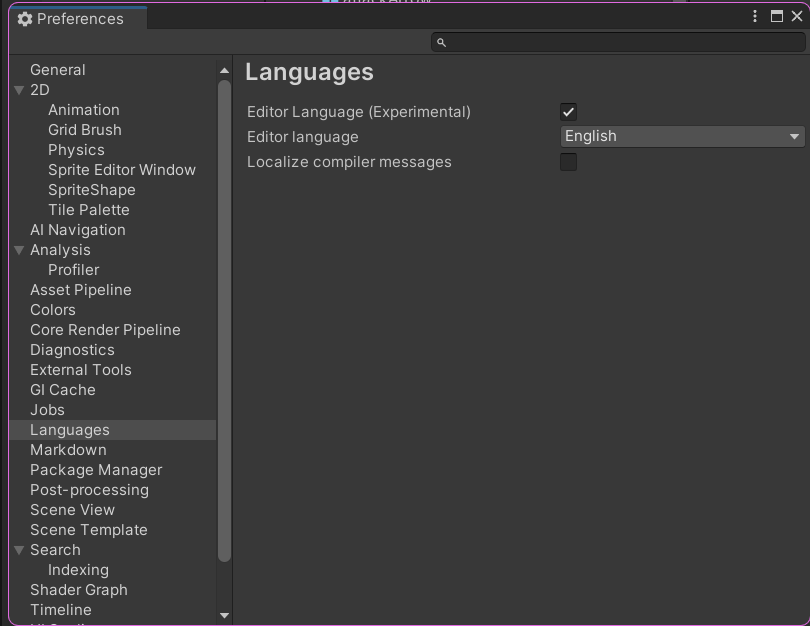 Preferences
General
2D
Animation
Grid Brush
Physics
Sprite Editor Window
SpriteShape
Tile Palette
AI Navigation
Analysis
Profiler
Asset Pipeline
Colors
Core Render Pipeline
Diagnostics
External Tools
GI Cache
Jobs
Languages
Markdown
Package Manager
Post-processing
Scene View
Scene Template
Search
Indexing
Shader Graph
Timeline
Languages
Editor Language (Experimental)
Editor language English
Localize compiler messages